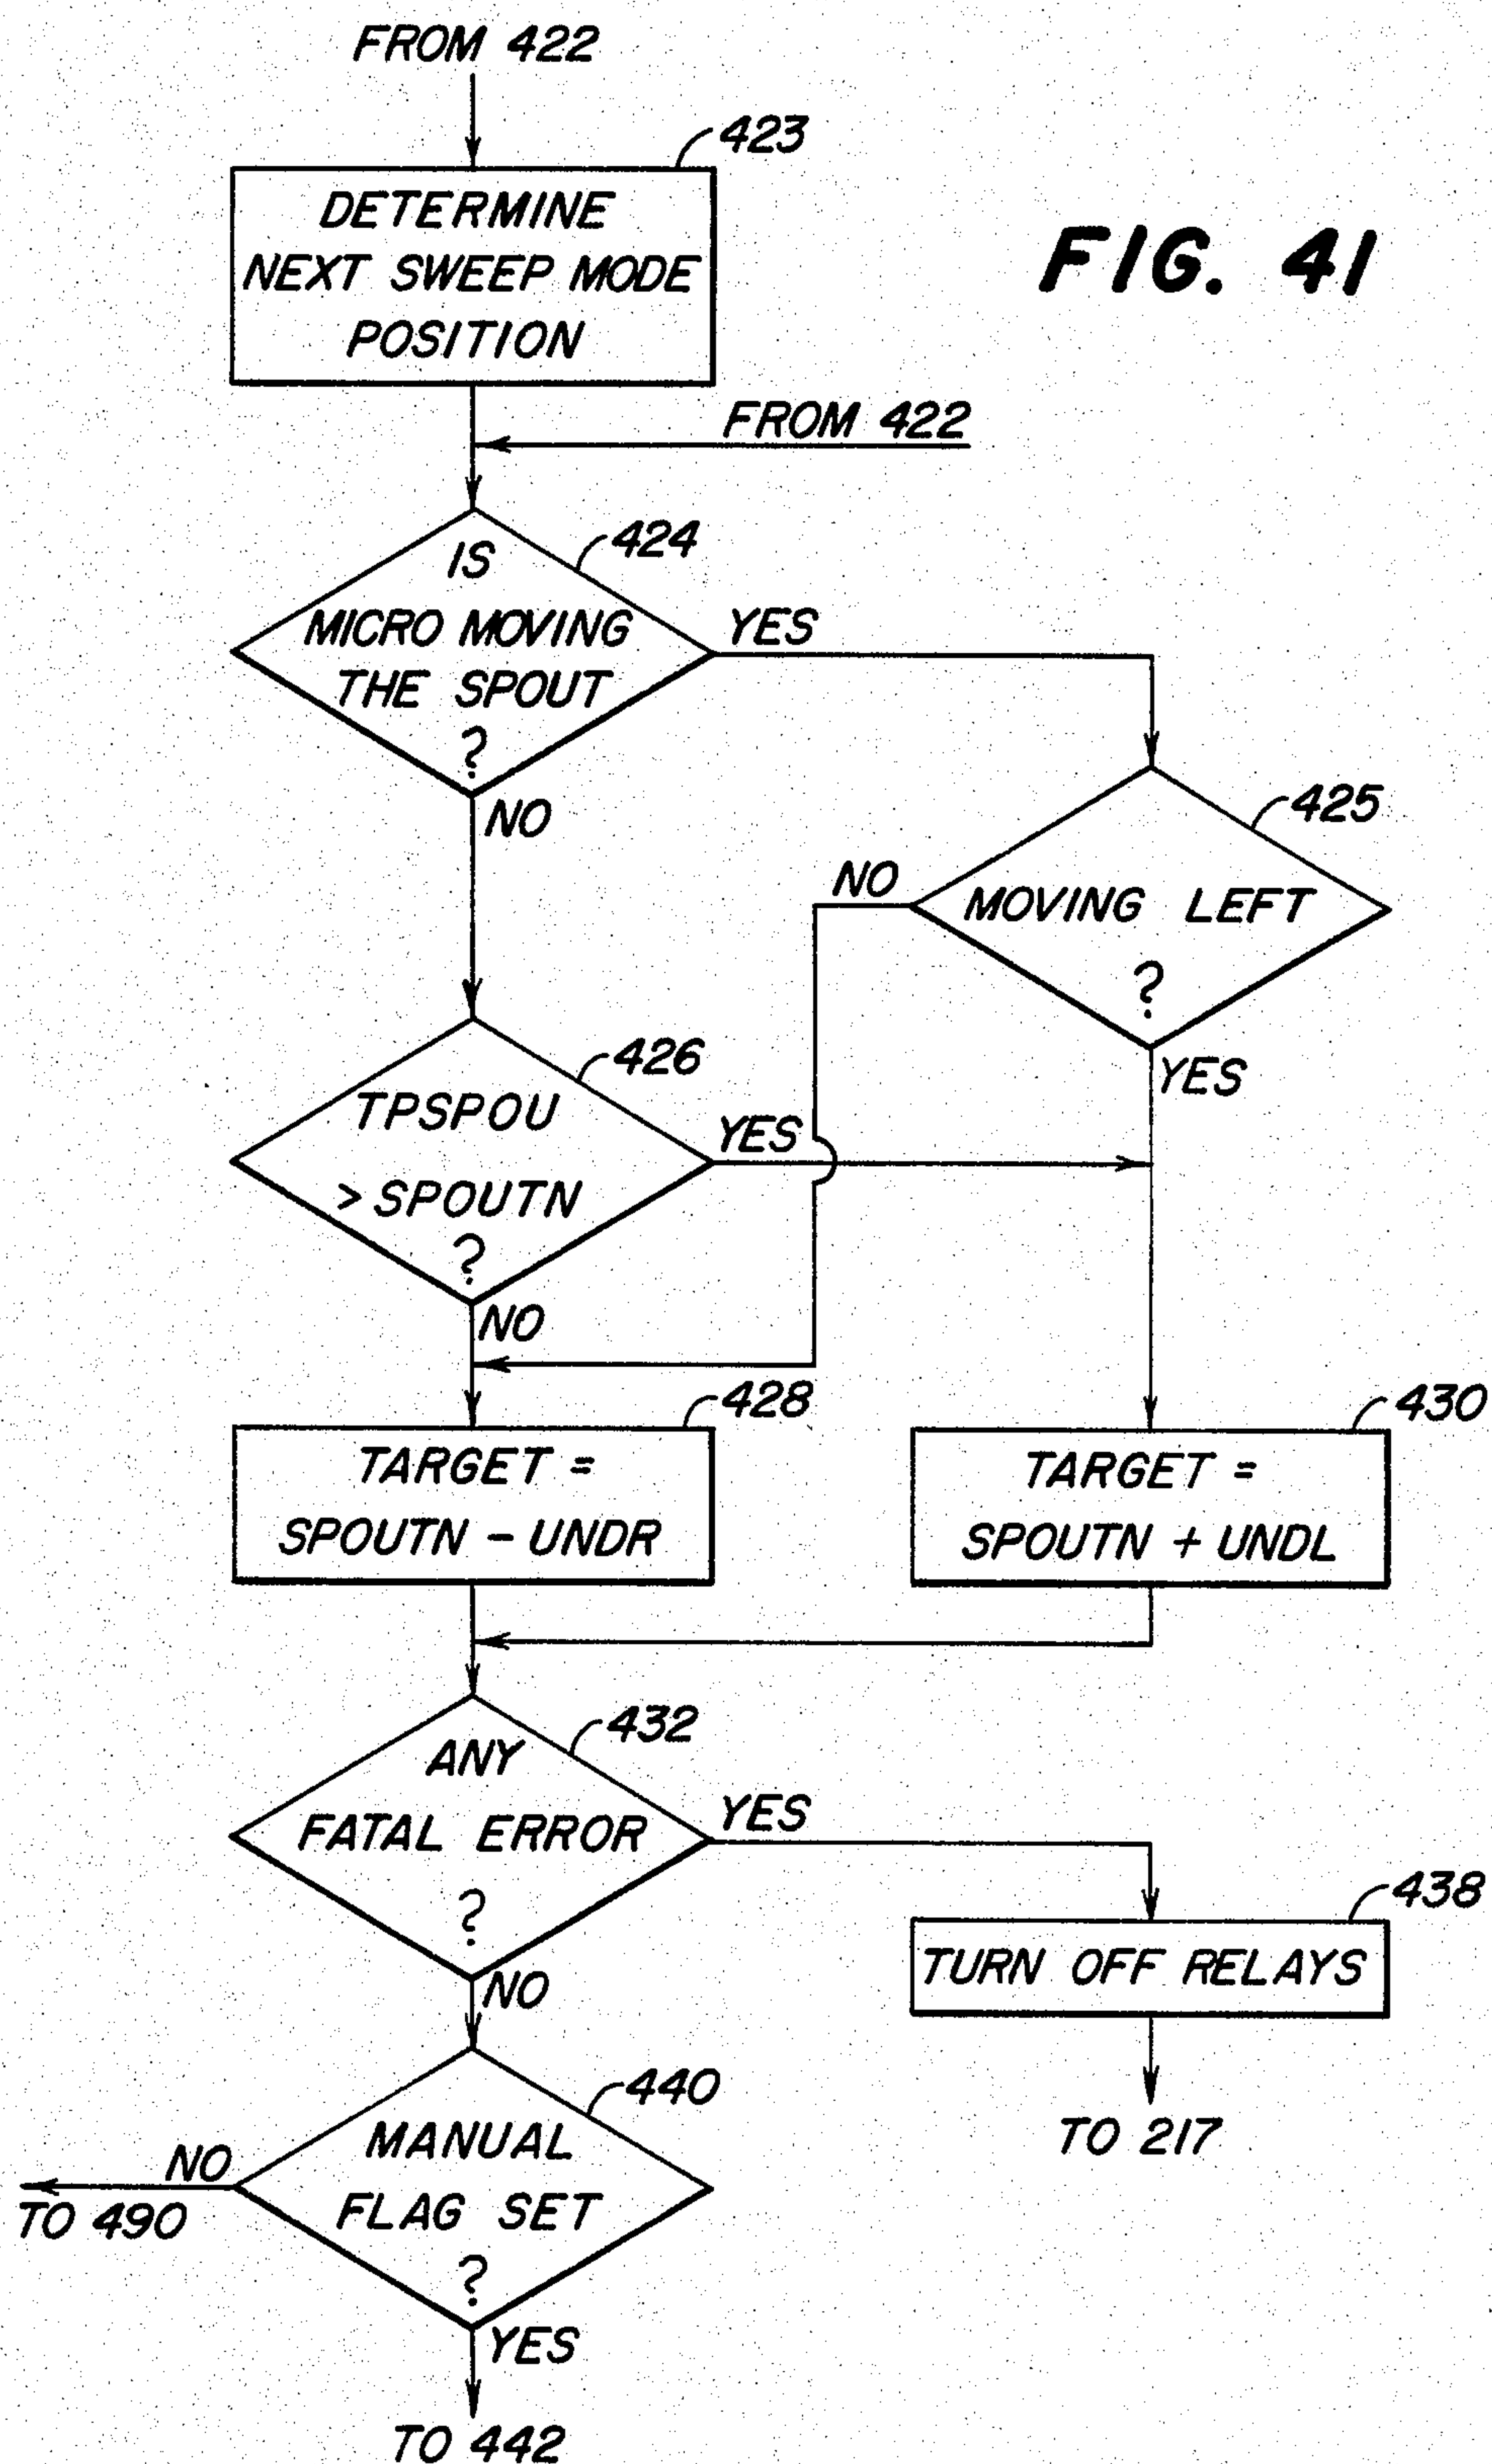 FROM 422
423
DETERMINE
NEXT SWEEP MODE
POSITION
FIG. 41
FROM 422
424
IS
MICRO MOVING
THE SPOUT
?
YES
NO
425
MOVING LEFT
?
NO
YES
426
TPSPOU
> SPOUTN
?
YES
NO
428
TARGET =
SPOUTN - UNDR
430
TARGET =
SPOUTN + UNDL
432
ANY
FATAL ERROR
?
YES
NO
438
TURN OFF RELAYS
TO 217
440
MANUAL
FLAG SET
?
NO
TO 490
YES
TO 442